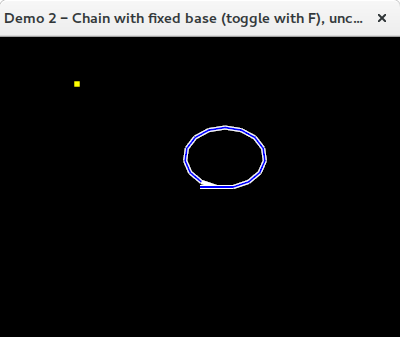 Demo 2 – Chain with fixed base (toggle with F), unc...